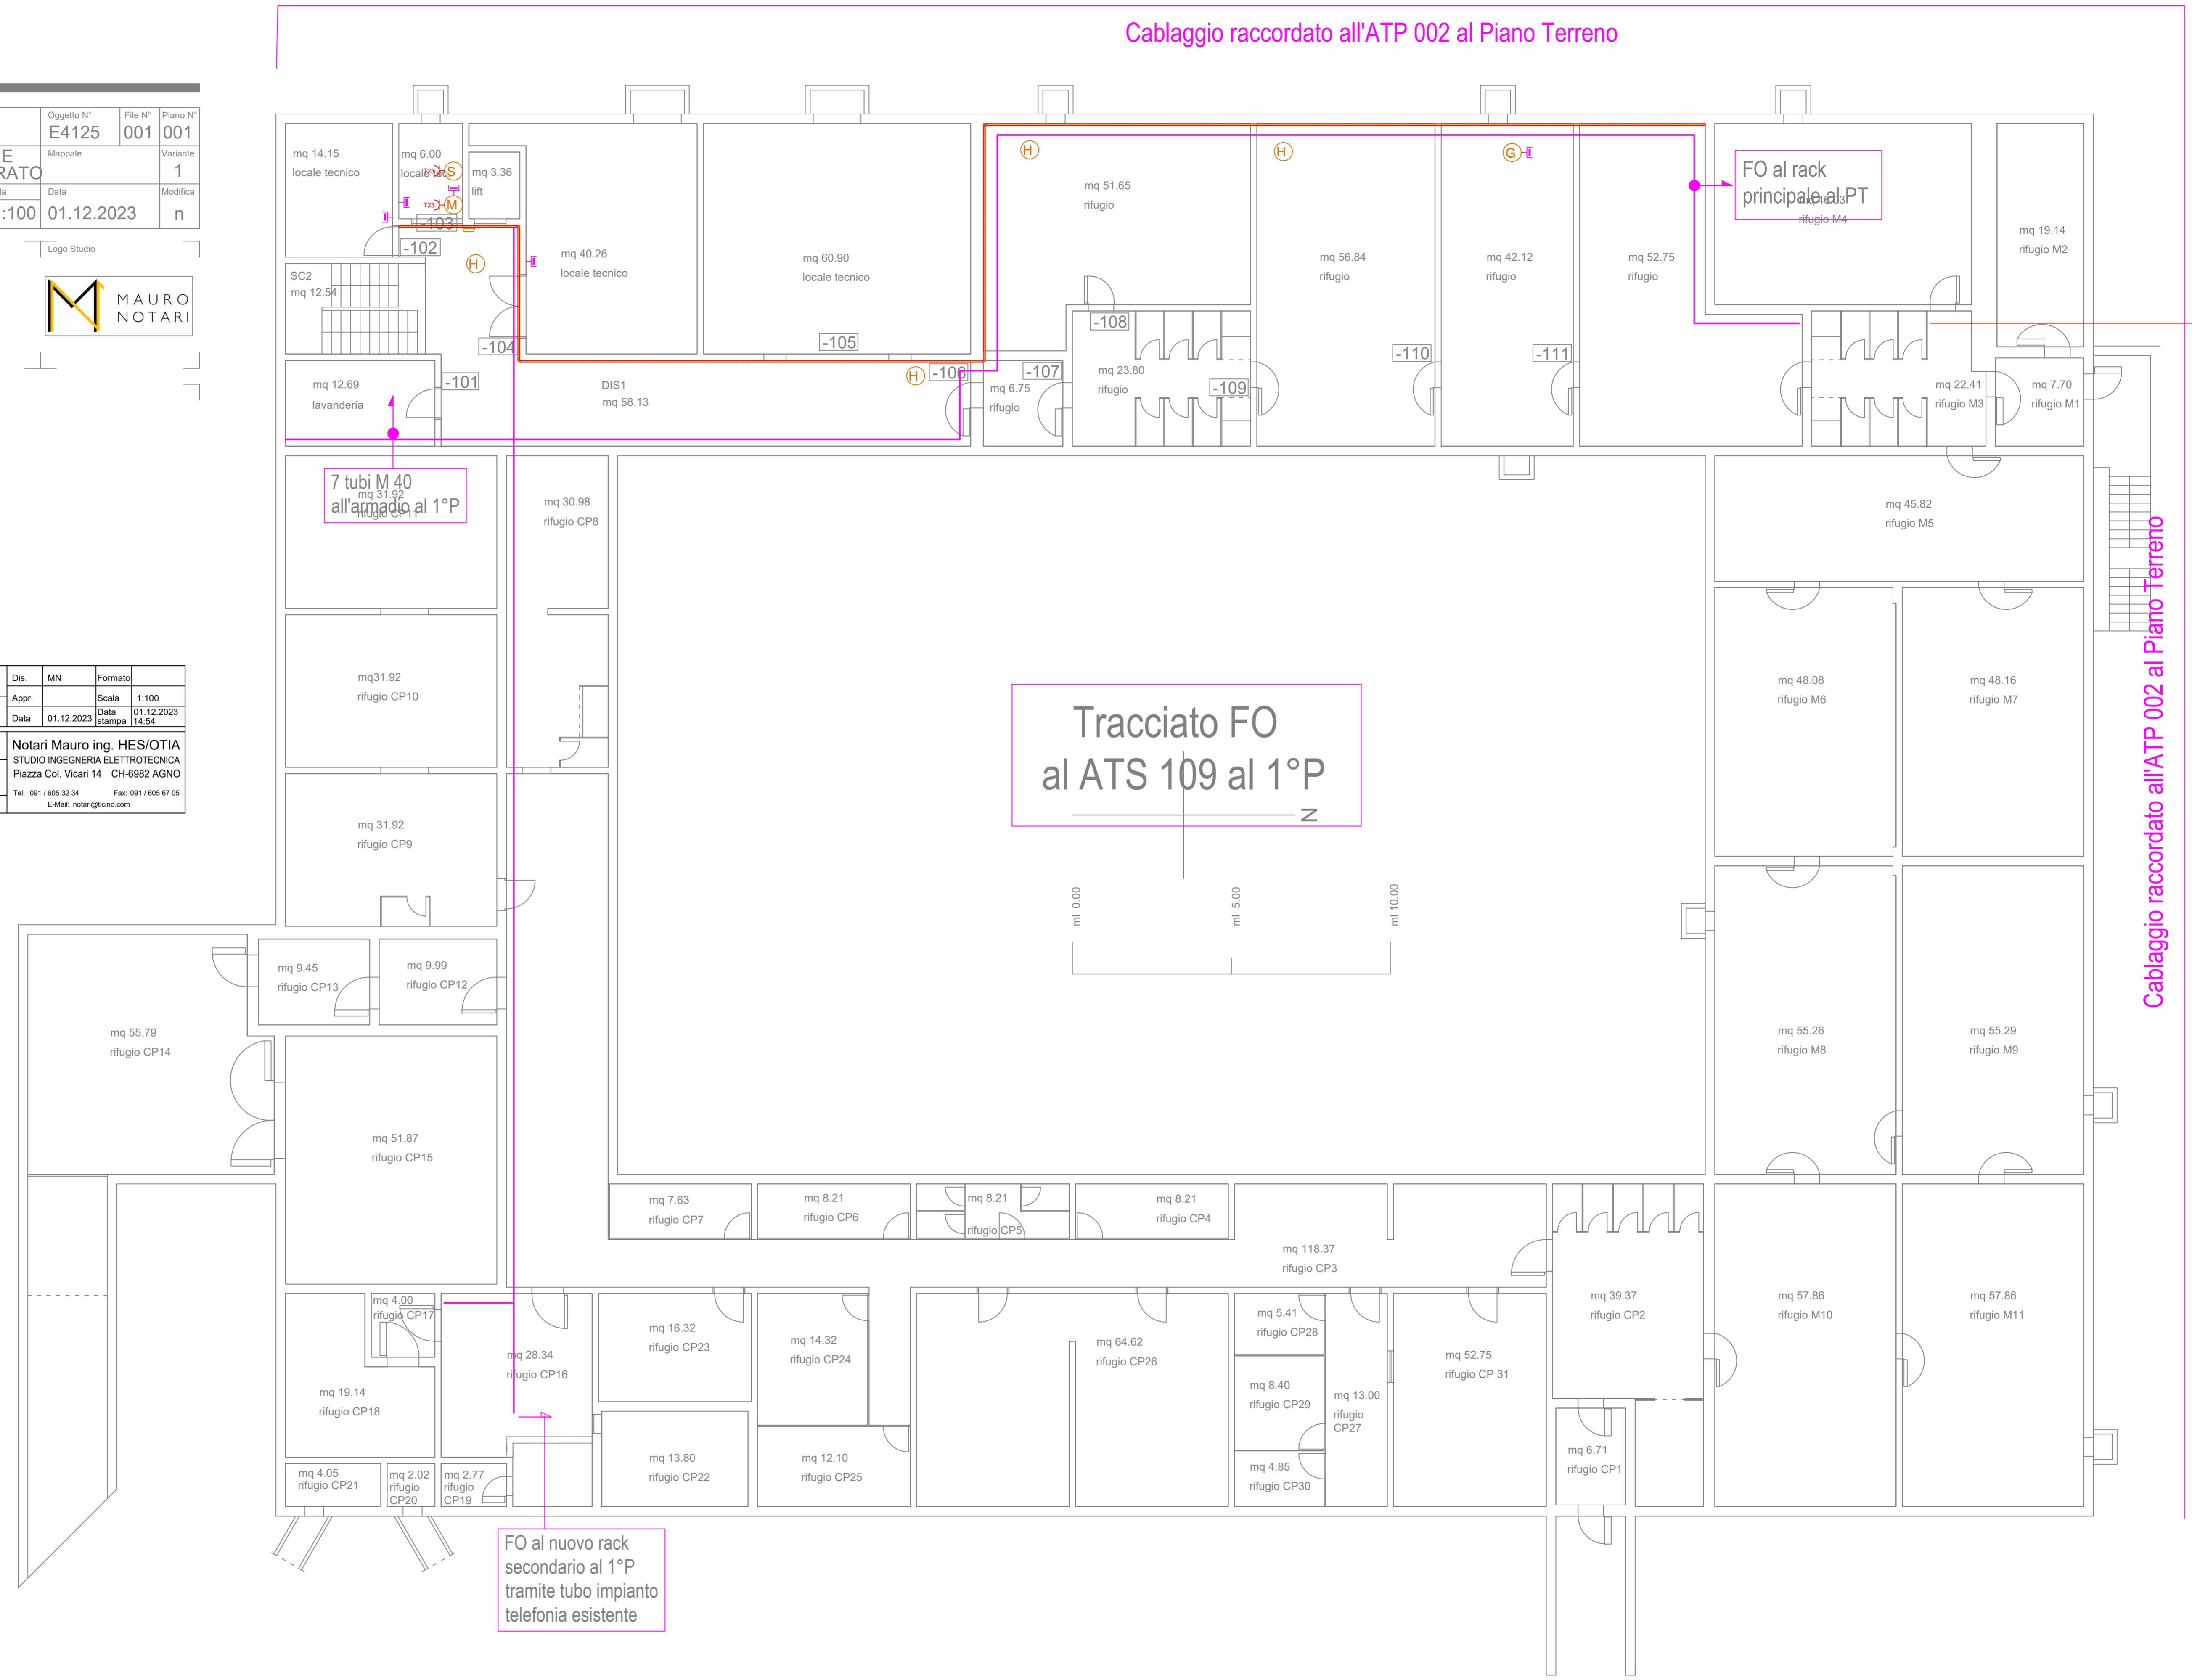 Cablaggio raccordato all'ATP 002 al Piano Terreno
Oggetto N°
File N°
Piano N°
E4125
001
001
E
RATO
Mappale
Variante
1
la
Data
Modifica
:100
01.12.2023
n
Logo Studio
MAURO
NOTARI
mq 14.15
locale tecnico
mq 6.00
locale tec
T23
S
T23
M
mq 3.36
lift
-103
-102
H
SC2
mq 12.54
mq 40.26
locale tecnico
mq 60.90
locale tecnico
-104
-105
-101
mq 12.69
lavanderia
DIS1
mq 58.13
H
-106
-107
mq 6.75
rifugio
H
mq 51.65
rifugio
-108
mq 23.80
rifugio
-109
H
mq 56.84
rifugio
-110
G
mq 42.12
rifugio
-111
mq 52.75
rifugio
FO al rack
principale al PT
mq 46.03
rifugio M4
mq 19.14
rifugio M2
mq 22.41
rifugio M3
mq 7.70
rifugio M1
7 tubi M 40
all'armadio al 1°P
mq 31.92
rifugio CP11
mq 30.98
rifugio CP8
mq 45.82
rifugio M5
mq31.92
rifugio CP10
mq 48.08
rifugio M6
mq 48.16
rifugio M7
Cablaggio raccordato all'ATP 002 al Piano Terreno
Dis.
MN
Formato
Appr.
Scala
1:100
Data
01.12.2023
Data
stampa
01.12.2023
14:54
Notari Mauro ing. HES/OTIA
STUDIO INGEGNERIA ELETTROTECNICA
Piazza Col. Vicari 14 CH-6982 AGNO
Tel: 091 / 605 32 34 Fax: 091 / 605 67 05
E-Mail: notari@ticino.com
Tracciato FO
al ATS 109 al 1°P
N
ml 0.00
ml 5.00
ml 10.00
mq 31.92
rifugio CP9
mq 9.45
rifugio CP13
mq 9.99
rifugio CP12
mq 55.79
rifugio CP14
mq 51.87
rifugio CP15
mq 55.26
rifugio M8
mq 55.29
rifugio M9
mq 7.63
rifugio CP7
mq 8.21
rifugio CP6
mq 8.21
rifugio CP5
mq 8.21
rifugio CP4
mq 118.37
rifugio CP3
mq 4.00
rifugio CP17
mq 28.34
rifugio CP16
mq 16.32
rifugio CP23
mq 14.32
rifugio CP24
mq 64.62
rifugio CP26
mq 5.41
rifugio CP28
mq 8.40
rifugio CP29
mq 13.00
rifugio
CP27
mq 52.75
rifugio CP 31
mq 39.37
rifugio CP2
mq 57.86
rifugio M10
mq 57.86
rifugio M11
mq 19.14
rifugio CP18
mq 4.05
rifugio CP21
mq 2.02
rifugio
CP20
mq 2.77
rifugio
CP19
mq 13.80
rifugio CP22
mq 12.10
rifugio CP25
mq 4.85
rifugio CP30
mq 6.71
rifugio CP1
FO al nuovo rack
secondario al 1°P
tramite tubo impianto
telefonia esistente